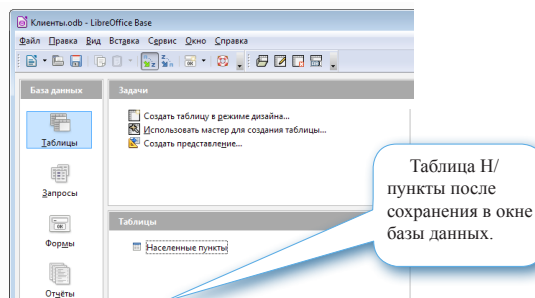 Клиенты.odb - LibreOffice Base
Файл Правка Вид Вставка Сервис Окно Справка
База данных
Задачи
Таблицы
Запросы
Формы
Отчёты
Создать таблицу в режиме дизайна...
Использовать мастер для создания таблицы...
Создать представление...
Таблицы
Населенные пункты
Таблица Н/
пункты после
сохранения в окне
базы данных.